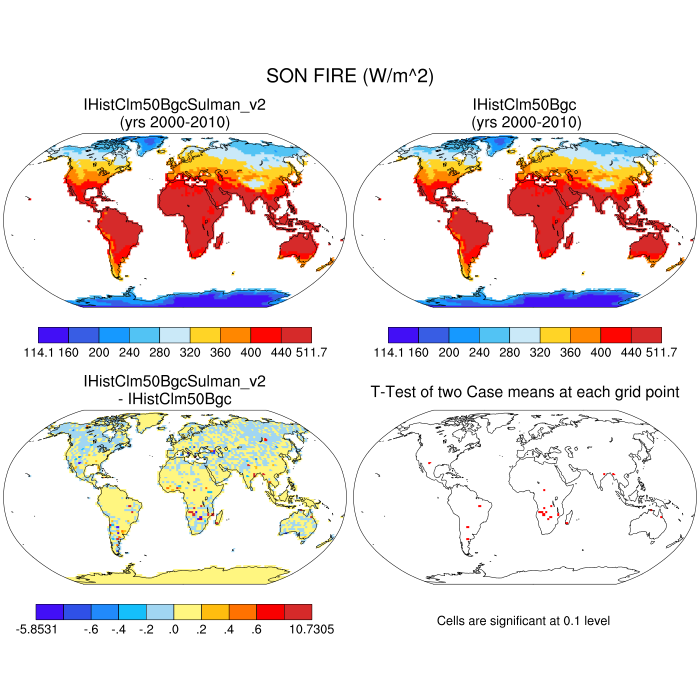 SON FIRE (W/m^2)
IHistClm50BgcSulman_v2
(yrs 2000-2010)
IHistClm50Bgc
(yrs 2000-2010)
114.1 160 200 240 280 320 360 400 440 511.7
114.1 160 200 240 280 320 360 400 440 511.7
IHistClm50BgcSulman_v2
- IHistClm50Bgc
T-Test of two Case means at each grid point
-5.8531 -.6 -.4 -.2 .0 .2 .4 .6 10.7305
Cells are significant at 0.1 level